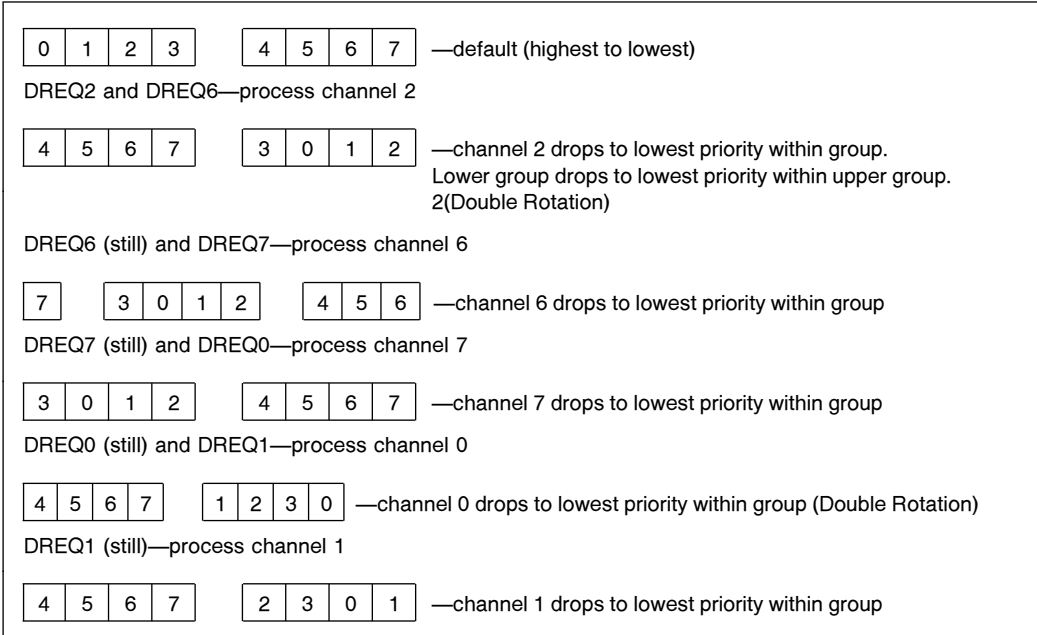 0 1 2 3 4 5 6 7 —default (highest to lowest)
DREQ2 and DREQ6—process channel 2
4 5 6 7 3 0 1 2 —channel 2 drops to lowest priority within group.
Lower group drops to lowest priority within upper group.
2(Double Rotation)
DREQ6 (still) and DREQ7—process channel 6
7 3 0 1 2 4 5 6 —channel 6 drops to lowest priority within group
DREQ7 (still) and DREQ0—process channel 7
3 0 1 2 4 5 6 7 —channel 7 drops to lowest priority within group
DREQ0 (still) and DREQ1—process channel 0
4 5 6 7 1 2 3 0 —channel 0 drops to lowest priority within group (Double Rotation)
DREQ1 (still)—process channel 1
4 5 6 7 2 3 0 1 —channel 1 drops to lowest priority within group